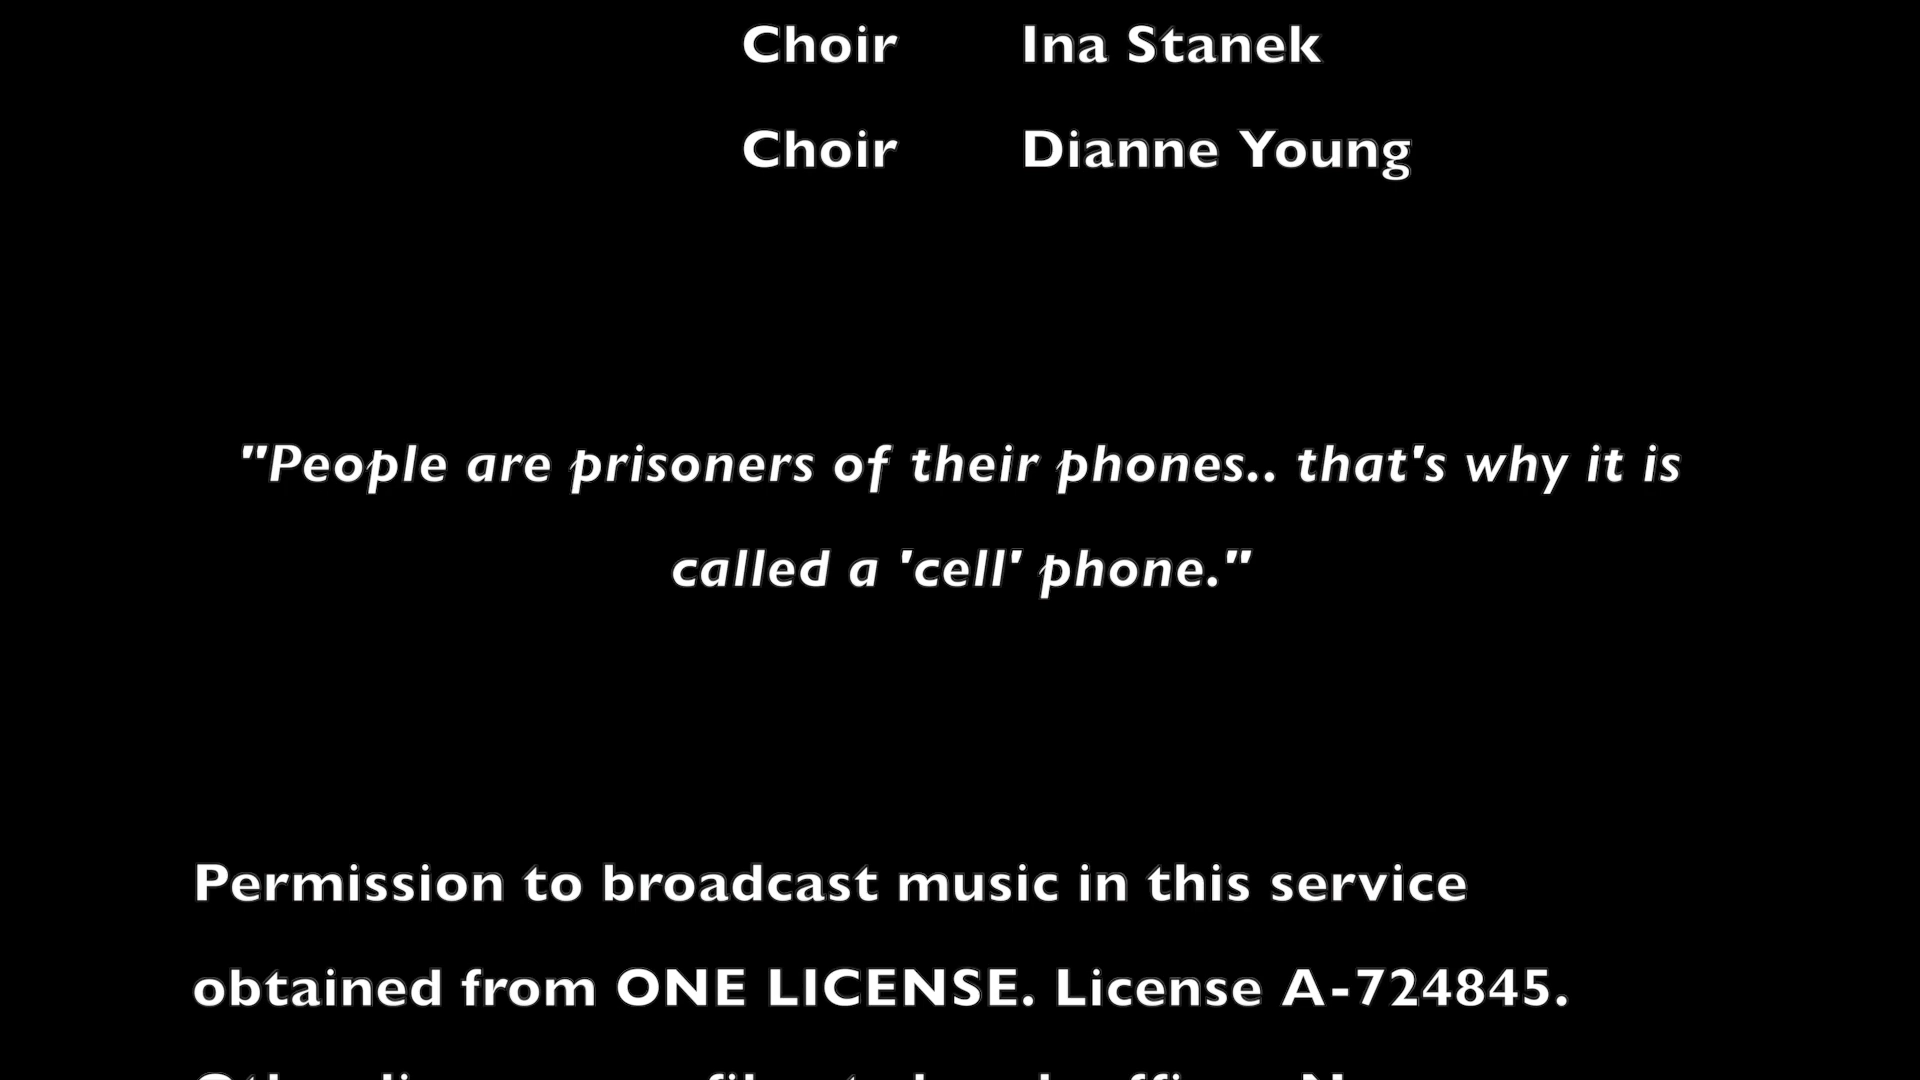 Choir Ina Stanek
Choir Dianne Young
"People are prisoners of their phones.. that's why it is
called a 'cell' phone."
Permission to broadcast music in this service
obtained from ONE LICENSE. License A-724845.